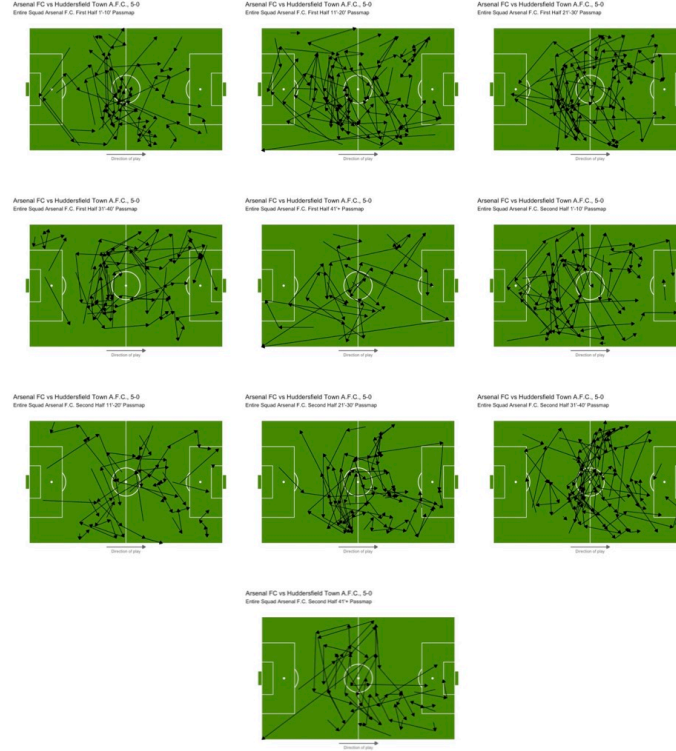 Arsenal FC vs Huddersfield Town A.F.C., 5-0
Entire Squad Arsenal F.C. First Half 1'-10' Passmap
Direction of play
Arsenal FC vs Huddersfield Town A.F.C., 5-0
Entire Squad Arsenal F.C. First Half 11'-20' Passmap
Direction of play
Arsenal FC vs Huddersfield Town A.F.C., 5-0
Entire Squad Arsenal F.C. First Half 21'-30' Passmap
Direction of play
Arsenal FC vs Huddersfield Town A.F.C., 5-0
Entire Squad Arsenal F.C. First Half 31'-40' Passmap
Direction of play
Arsenal FC vs Huddersfield Town A.F.C., 5-0
Entire Squad Arsenal F.C. First Half 41'+ Passmap
Direction of play
Arsenal FC vs Huddersfield Town A.F.C., 5-0
Entire Squad Arsenal F.C. Second Half 1'-10' Passmap
Direction of play
Arsenal FC vs Huddersfield Town A.F.C., 5-0
Entire Squad Arsenal F.C. Second Half 11'-20' Passmap
Direction of play
Arsenal FC vs Huddersfield Town A.F.C., 5-0
Entire Squad Arsenal F.C. Second Half 21'-30' Passmap
Direction of play
Arsenal FC vs Huddersfield Town A.F.C., 5-0
Entire Squad Arsenal F.C. Second Half 31'-40' Passmap
Direction of play
Arsenal FC vs Huddersfield Town A.F.C., 5-0
Entire Squad Arsenal F.C. Second Half 41'+ Passmap
Direction of play